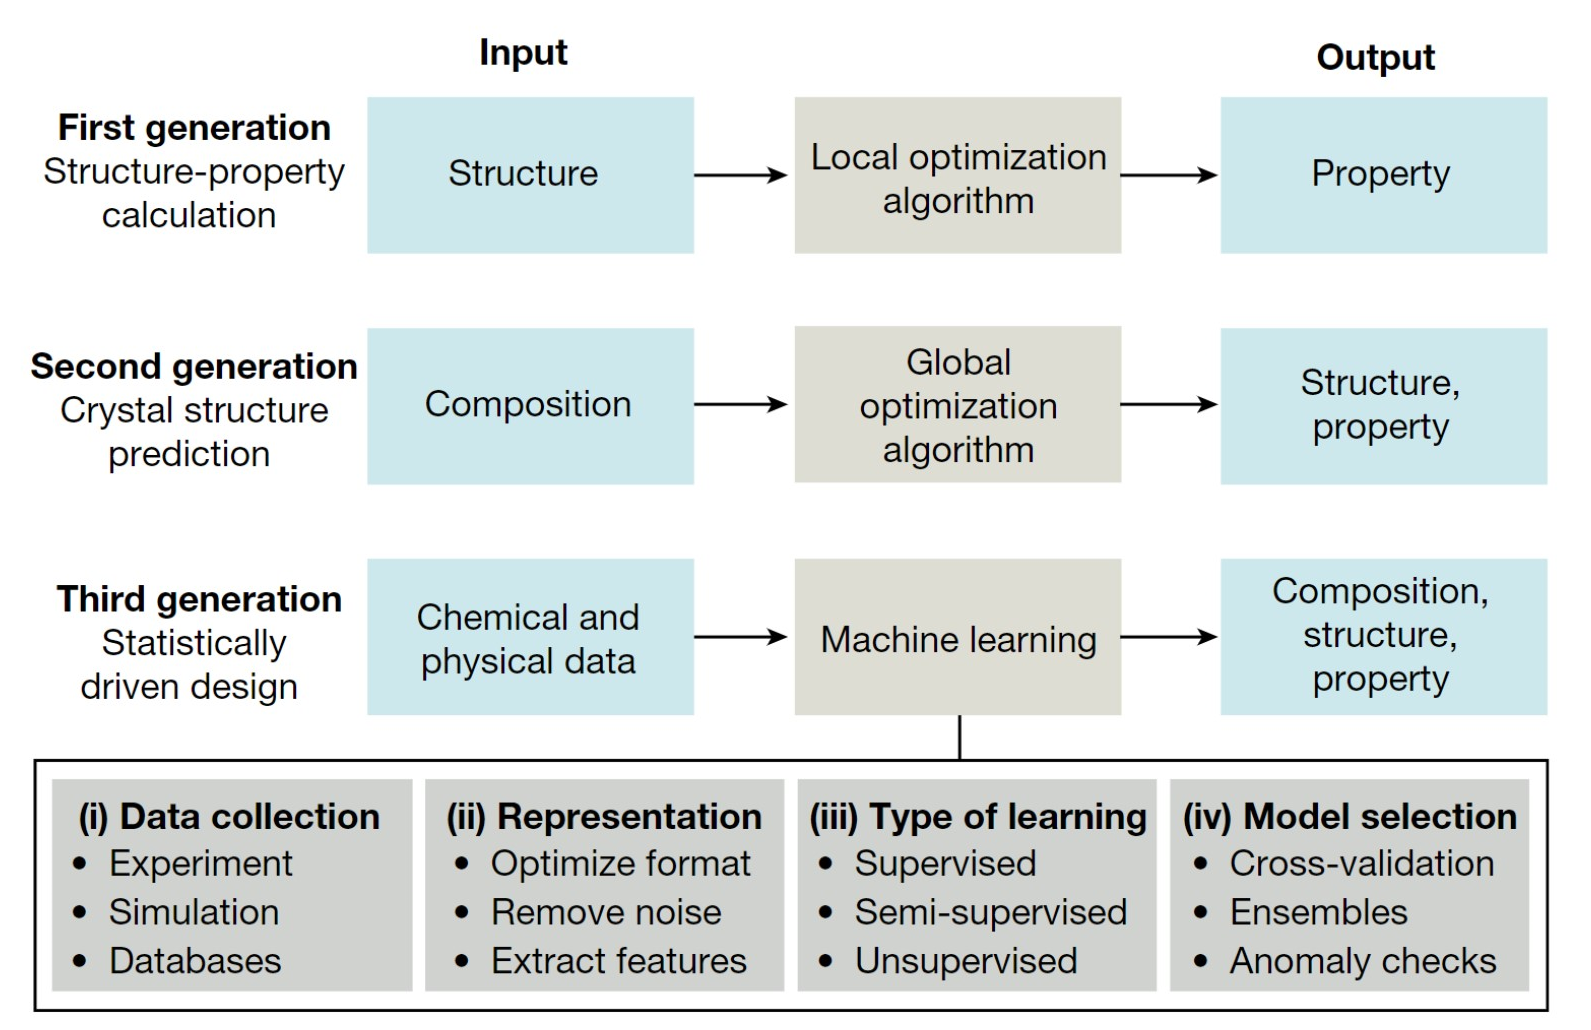 Input
Output
First generation
Structure-property
calculation
Structure
Local optimization
algorithm
Property
Second generation
Crystal structure
prediction
Composition
Global
optimization
algorithm
Structure,
property
Third generation
Statistically
driven design
Chemical and
physical data
Machine learning
Composition,
structure,
property
(i) Data collection
• Experiment
• Simulation
• Databases
(ii) Representation
• Optimize format
• Remove noise
• Extract features
(iii) Type of learning
• Supervised
• Semi-supervised
• Unsupervised
(iv) Model selection
• Cross-validation
• Ensembles
• Anomaly checks